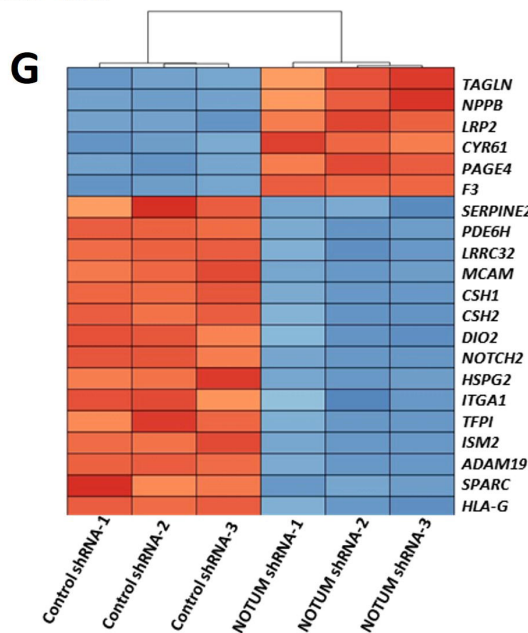 G
TAGLN
NPPB
LRP2
CYR61
PAGE4
F3
SERPINE2
PDE6H
LRRC32
MCAM
CSH1
CSH2
DIO2
NOTCH2
HSPG2
ITGA1
TFPI
ISM2
ADAM19
SPARC
HLA-G
Control shRNA-1
Control shRNA-2
Control shRNA-3
NOTUM shRNA-1
NOTUM shRNA-2
NOTUM shRNA-3